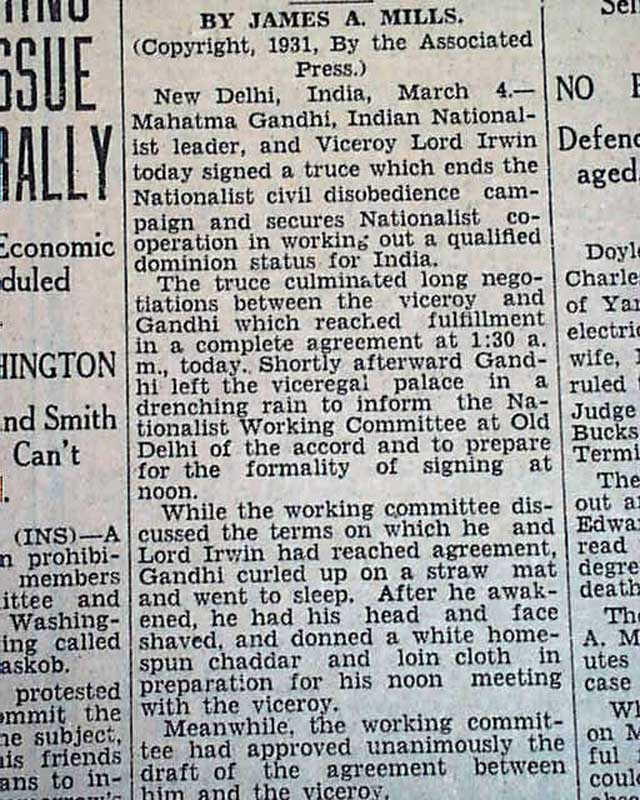 SSUE
RALLY
Economic
duled
HINGTON
nd Smith
Can't
(INS)—A
n prohibi-
members
ittee and
Washing-
ing called
askob.
protested
ommit the
he subject,
his friends
ans to in-
BY JAMES A. MILLS.
(Copyright, 1931, By the Associated
Press.)
New Delhi, India, March 4.—
Mahatma Gandhi, Indian National-
ist leader, and Viceroy Lord Irwin
today signed a truce which ends the
Nationalist civil disobedience cam-
paign and secures Nationalist co-
operation in working out a qualified
dominion status for India.
The truce culminated long nego-
tiations between the viceroy and
Gandhi which reached fulfillment
in a complete agreement at 1:30 a.
m., today. Shortly afterward Gand-
hi left the viceregal palace in a
drenching rain to inform the Na-
tionalist Working Committee at Old
Delhi of the accord and to prepare
for the formality of signing at
noon.
While the working committee dis-
cussed the terms on which he and
Lord Irwin had reached agreement,
Gandhi curled up on a straw mat
and went to sleep. After he awak-
ened, he had his head and face
shaved, and donned a white home-
spun chaddar and loin cloth in
preparation for his noon meeting
with the viceroy.
Meanwhile, the working commit-
tee had approved unanimously the
draft of the agreement between
him and the viceroy.
NO
Defend
aged
Doyle
Charle
of Yar
electric
wife,
ruled
Judge
Bucks
Termi
The
out a
Edwa
read
degre
death
The
A. M
utes
case
Wh
on M
ful
could